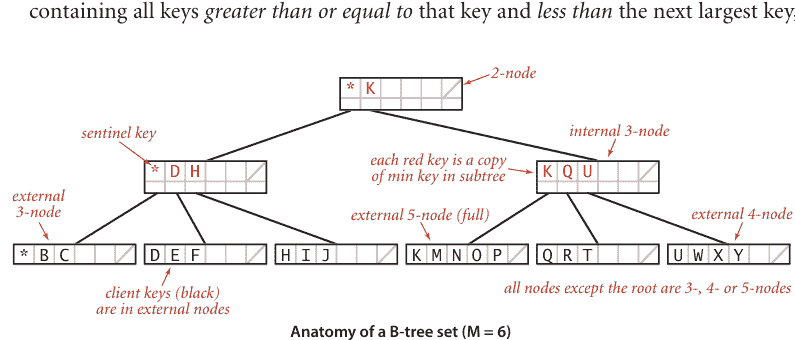 containing all keys greater than or equal to that key and less than the next largest key,
2-node
* K
sentinel key
internal 3-node
* D H
each red key is a copy
of min key in subtree
K Q U
external
3-node
external 5-node (full)
external 4-node
* B C
D E F
H I J
K M N O P
Q R T
U W X Y
client keys (black)
are in external nodes
all nodes except the root are 3-, 4- or 5-nodes
Anatomy of a B-tree set (M = 6)